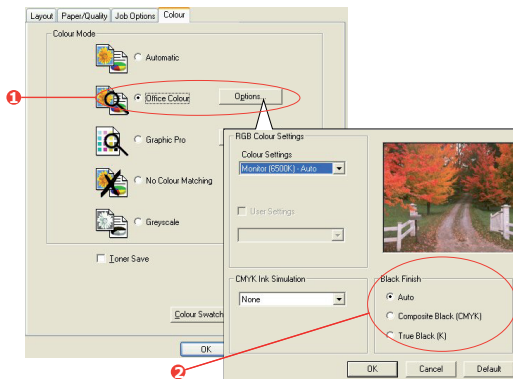 Layout Paper/Quality Job Options Colour
Colour Mode
Automatic
1
Office Colour Options...
Graphic Pro
No Colour Matching
Greyscale
Toner Save
Colour Swatch
OK
RGB Colour Settings
Colour Settings
Monitor (6500K) - Auto
User Settings
CMYK Ink Simulation
None
Black Finish
Auto
Composite Black (CMYK)
True Black (K)
2
OK Cancel Default